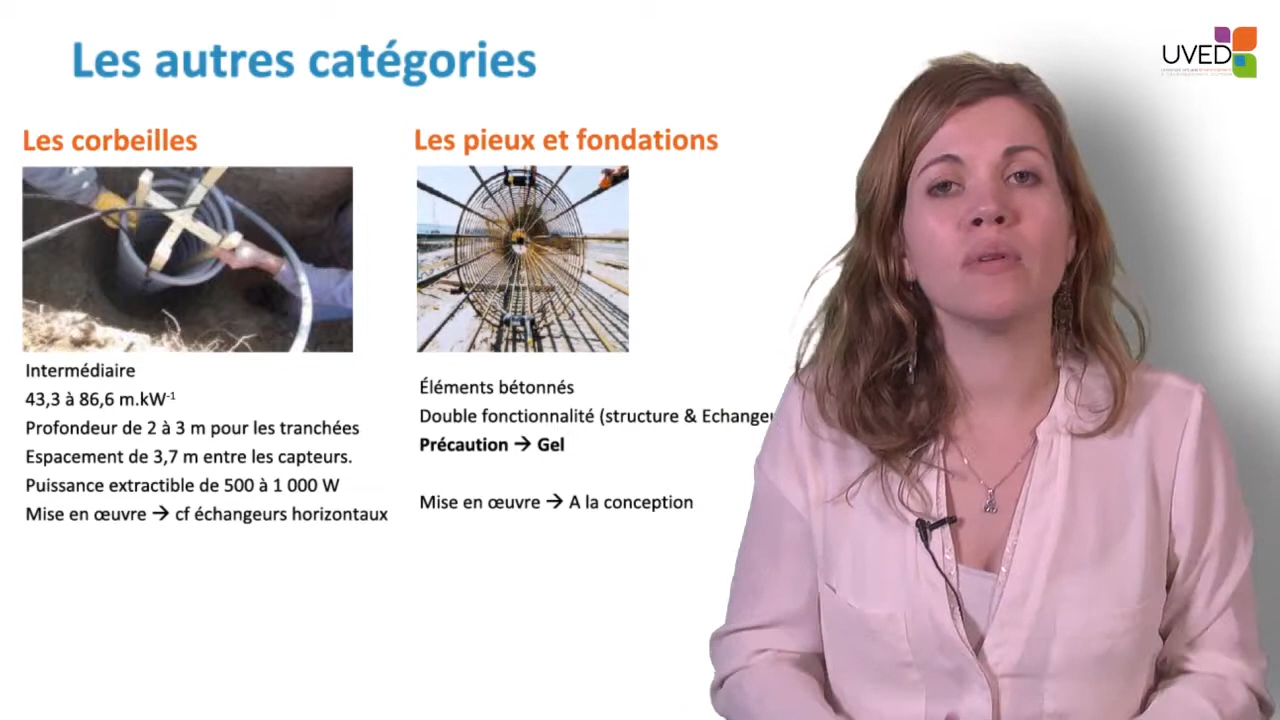 Les autres catégories
UVED
Les corbeilles
Intermédiaire
43,3 à 86,6 m.kW⁻¹
Profondeur de 2 à 3 m pour les tranchées
Espacement de 3,7 m entre les capteurs.
Puissance extractible de 500 à 1 000 W
Mise en œuvre → cf échangeurs horizontaux
Les pieux et fondations
Éléments bétonnés
Double fonctionnalité (structure & Echangeu
Précaution → Gel
Mise en œuvre → A la conception